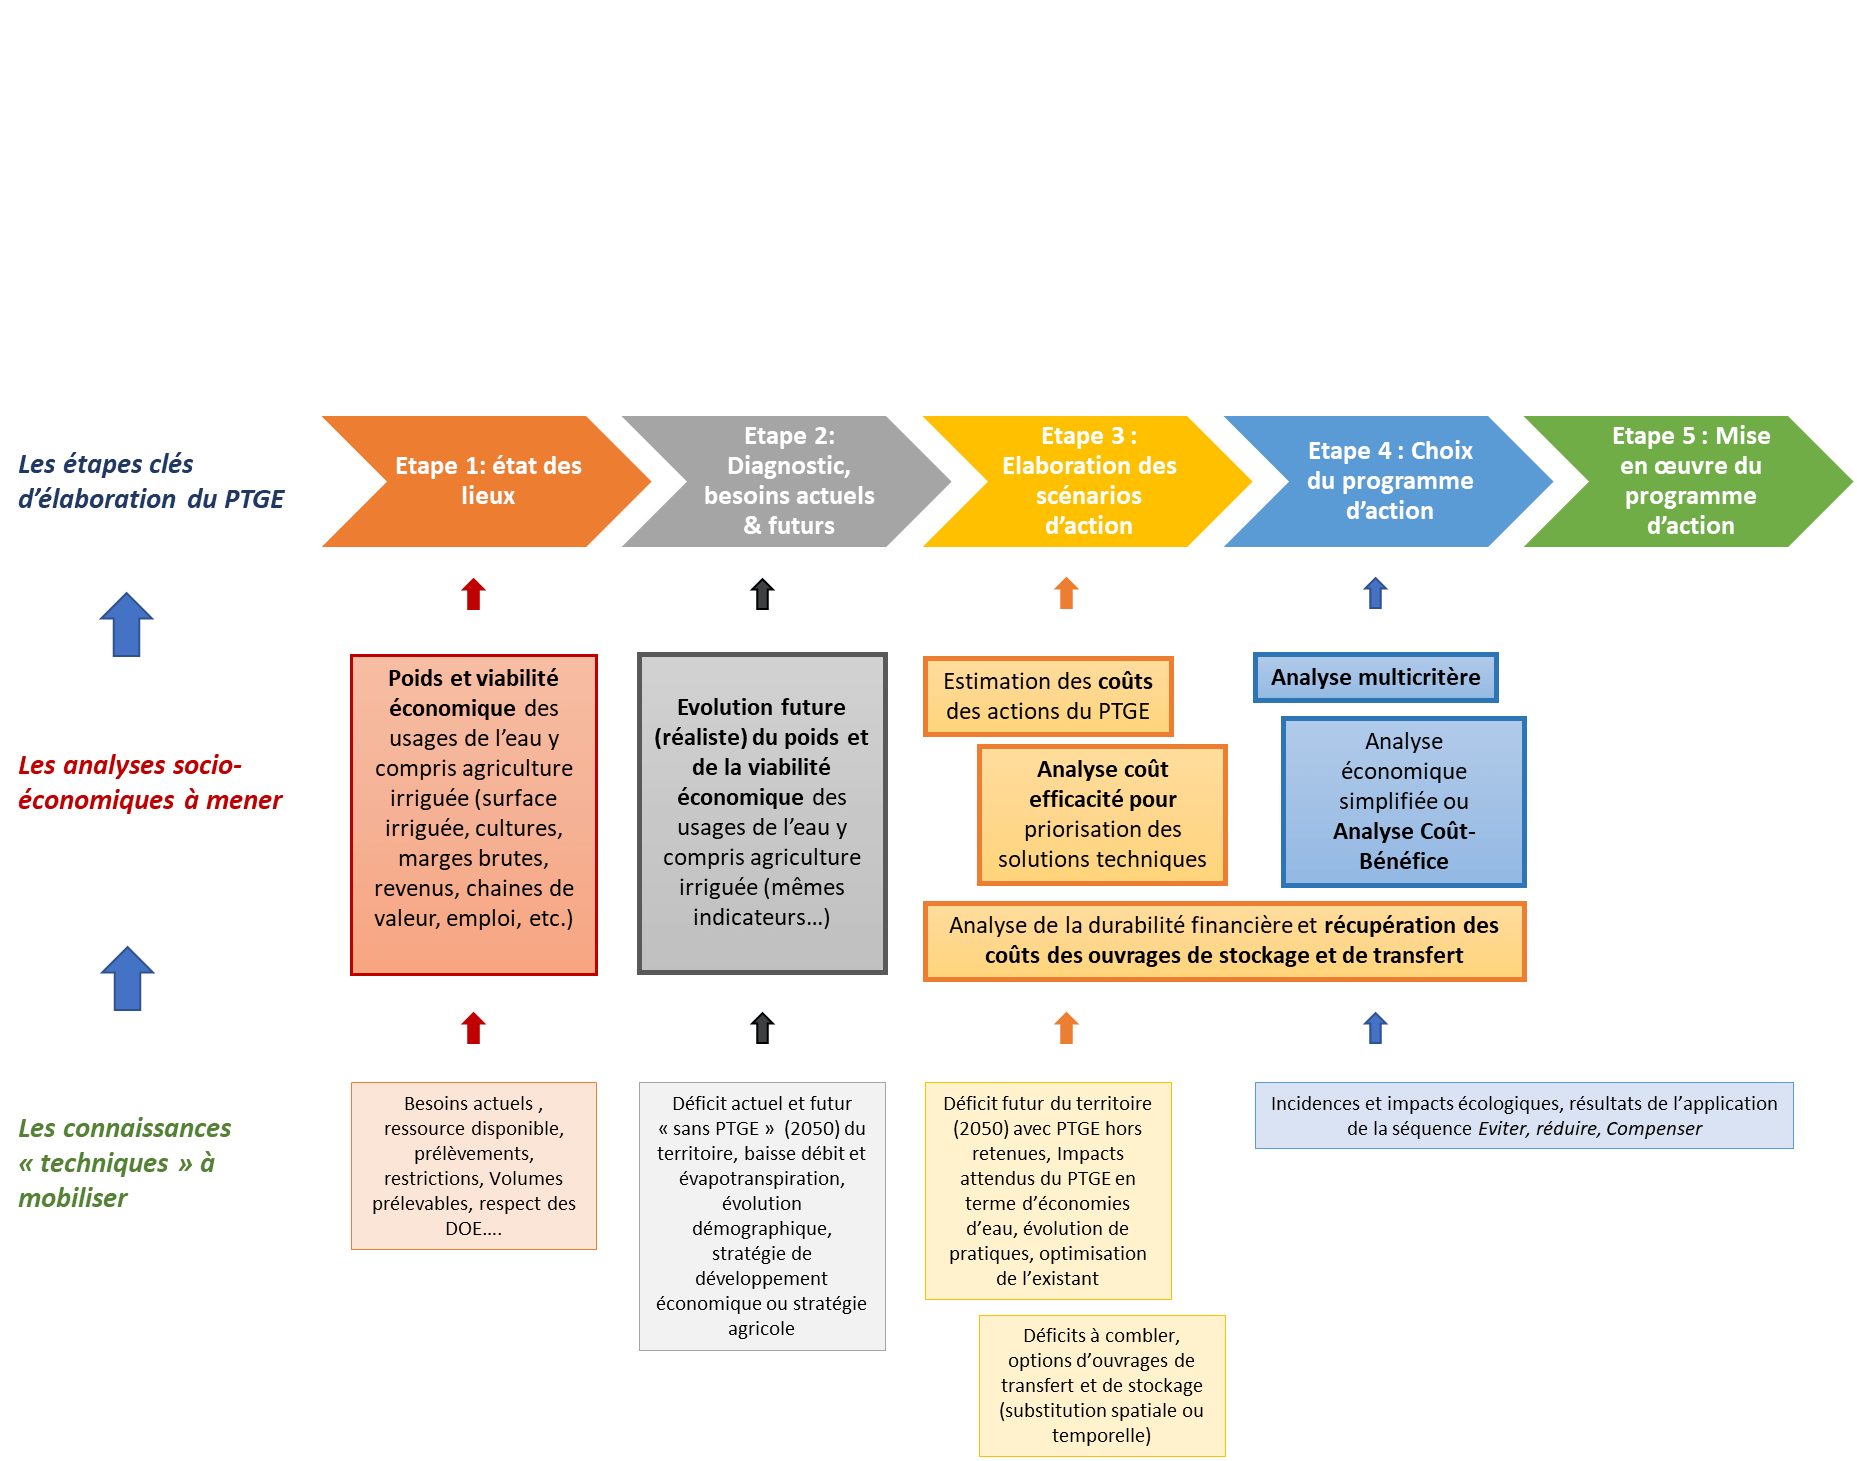 Les étapes clés
d’élaboration du PTGE
Etape 1: état des
lieux
Etape 2:
Diagnostic,
besoins actuels
& futurs
Etape 3 :
Elaboration des
scénarios
d’action
Etape 4 : Choix
du programme
d’action
Etape 5 : Mise
en œuvre du
programme
d’action
Les analyses socio-
économiques à mener
Poids et viabilité
économique des
usages de l’eau y
compris agriculture
irriguée (surface
irriguée, cultures,
marges brutes,
revenus, chaines de
valeur, emploi, etc.)
Evolution future
(réaliste) du poids et
de la viabilité
économique des
usages de l’eau y
compris agriculture
irriguée (mêmes
indicateurs...)
Estimation des coûts
des actions du PTGE
Analyse coût
efficacité pour
priorisation des
solutions techniques
Analyse multicritère
Analyse
économique
simplifiée ou
Analyse Coût-
Bénéfice
Analyse de la durabilité financière et récupération des
coûts des ouvrages de stockage et de transfert
Les connaissances
« techniques » à
mobiliser
Besoins actuels ,
ressource disponible,
prélèvements,
restrictions, Volumes
prélevables, respect des
DOE....
Déficit actuel et futur
« sans PTGE » (2050) du
territoire, baisse débit et
évapotranspiration,
évolution
démographique,
stratégie de
développement
économique ou stratégie
agricole
Déficit futur du territoire
(2050) avec PTGE hors
retenues, Impacts
attendus du PTGE en
terme d’économies
d’eau, évolution de
pratiques, optimisation
de l’existant
Déficits à combler,
options d’ouvrages de
transfert et de stockage
(substitution spatiale ou
temporelle)
Incidences et impacts écologiques, résultats de l’application
de la séquence Eviter, réduire, Compenser